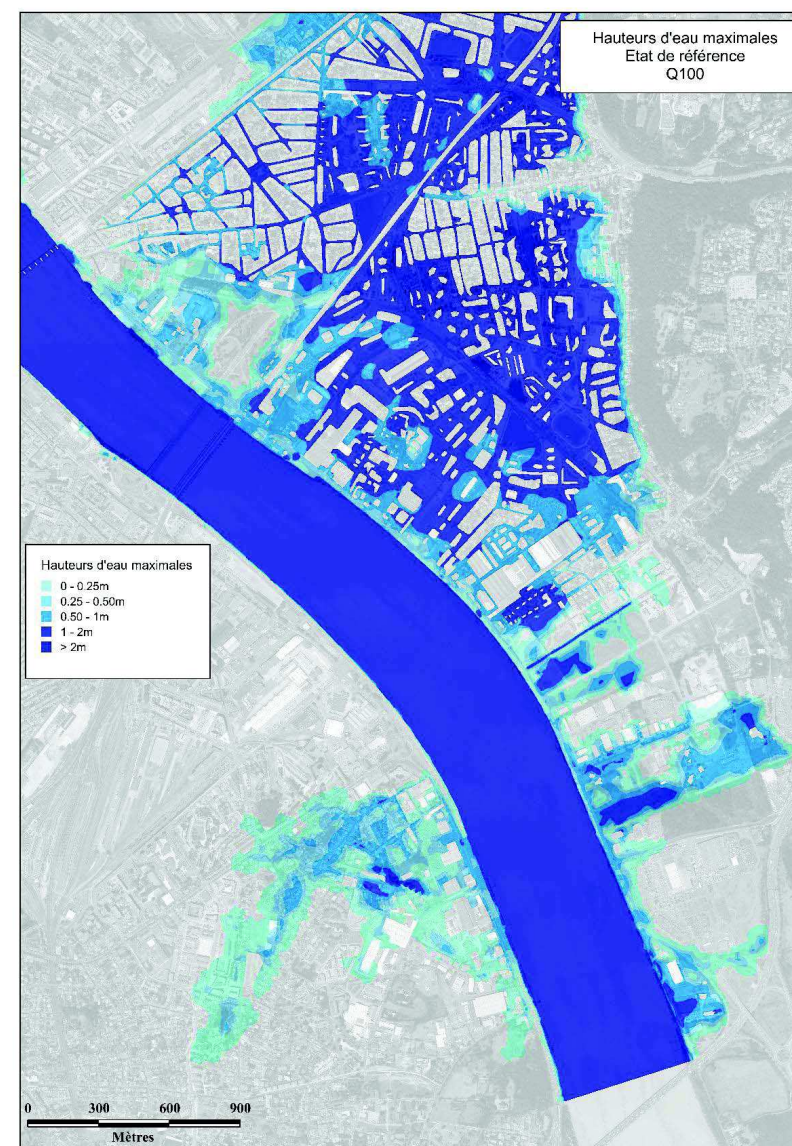 Hauteurs d'eau maximales
Etat de référence
Q100
Hauteurs d'eau maximales
0 - 0.25m
0.25 - 0.50m
0.50 - 1m
1 - 2m
> 2m
0 300 600 900
Mètres